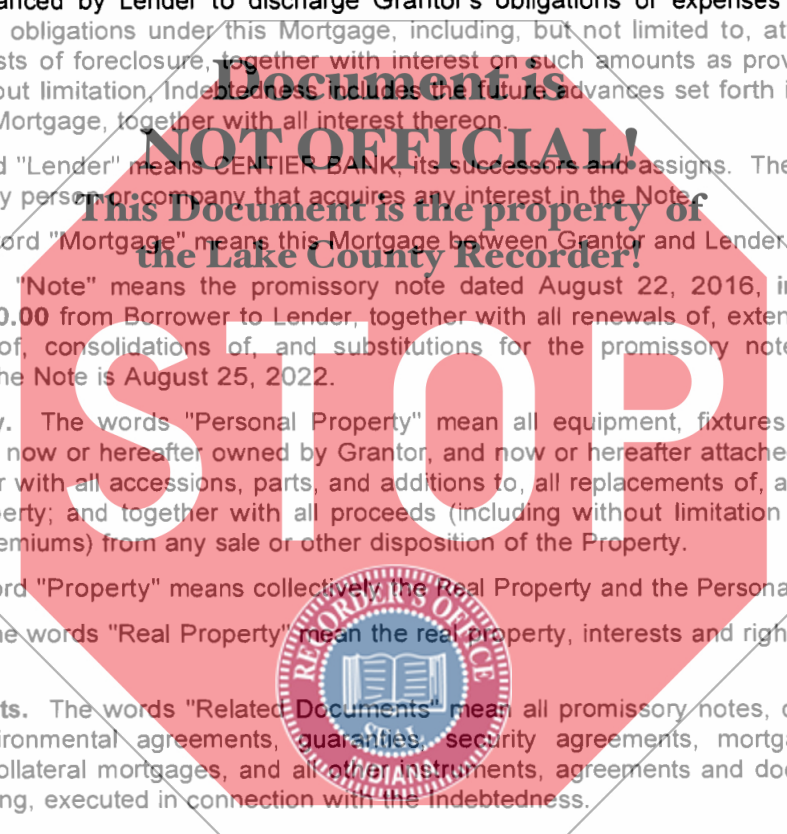 anced by Lender to discharge Grantor's obligations or expenses
obligations under this Mortgage, including, but not limited to, at
sts of foreclosure, together with interest on such amounts as prov
out limitation, Indebtedness includes the future advances set forth i
Mortgage, together with all interest thereon.
Document is
NOT OFFICIAL!
This Document is the property of
the Lake County Recorder!
STOP
d "Lender" means CENTIER BANK, its successors and assigns. The
y person or company that acquires any interest in the Note.
ord "Mortgage" means this Mortgage between Grantor and Lender
"Note" means the promissory note dated August 22, 2016, in
0.00 from Borrower to Lender, together with all renewals of, exten
of, consolidations of, and substitutions for the promissory note
he Note is August 25, 2022.
y. The words "Personal Property" mean all equipment, fixtures
now or hereafter owned by Grantor, and now or hereafter attache
r with all accessions, parts, and additions to, all replacements of, a
erty; and together with all proceeds (including without limitation
emiums) from any sale or other disposition of the Property.
ord "Property" means collectively the Real Property and the Persona
he words "Real Property" mean the real property, interests and righ
ts. The words "Related Documents" mean all promissory notes, c
ironmental agreements, guaranties, security agreements, mortga
ollateral mortgages, and all other instruments, agreements and doc
ng, executed in connection with the Indebtedness.
RECORDER'S OFFICE
SEAL
INDIANA